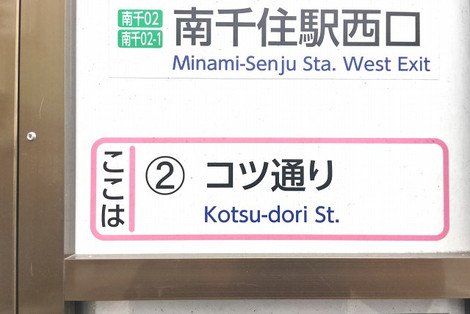 南千02
南千02-1
南千住駅西口
Minami-Senju Sta. West Exit
ここは
② コツ通り
Kotsu-dori St.